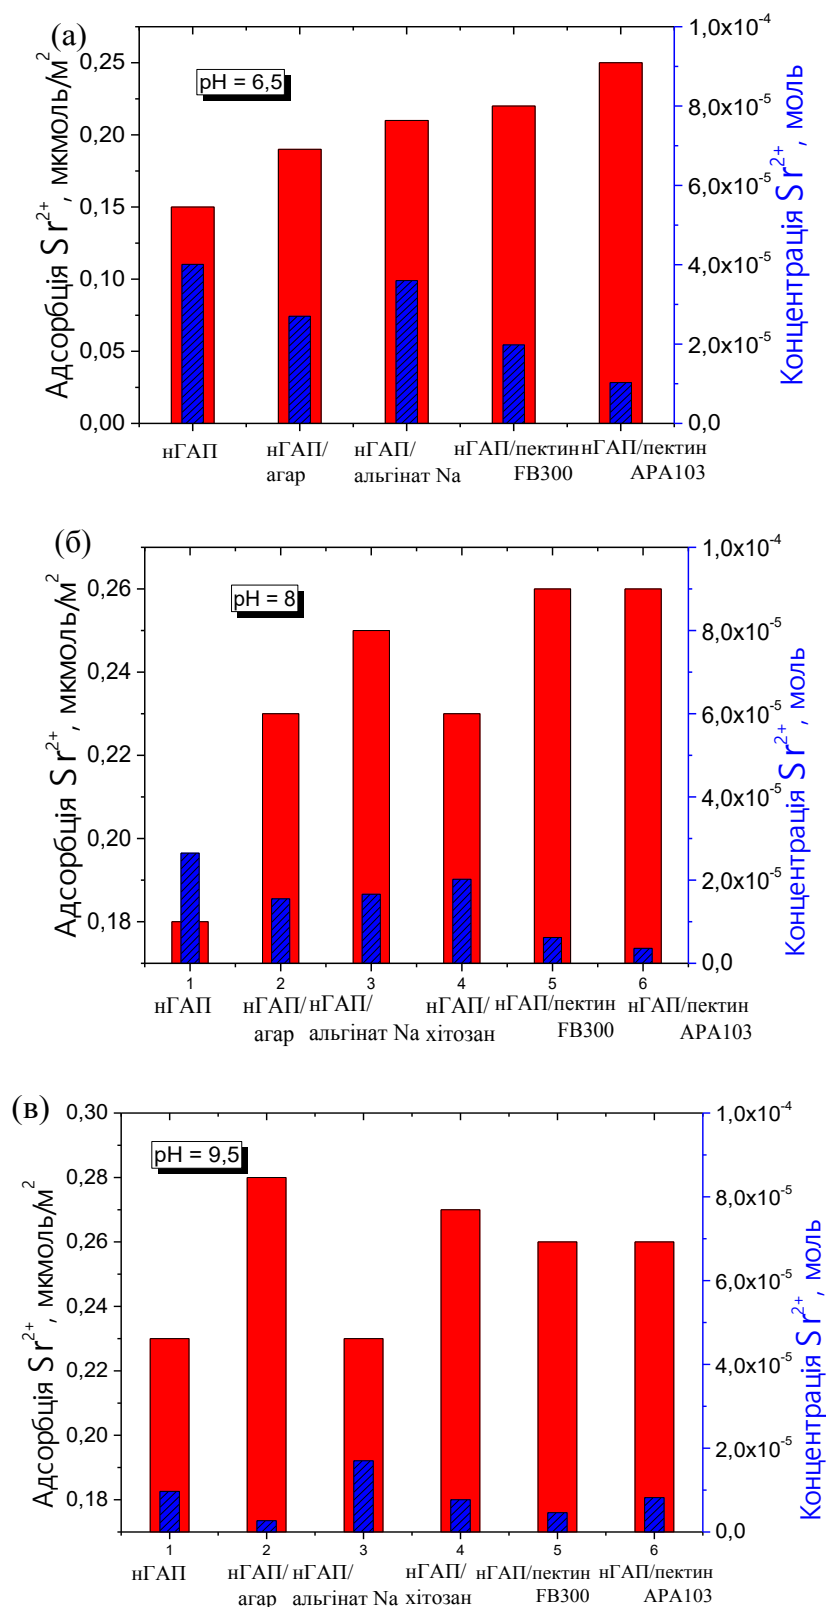 (а)
pH = 6,5
Адсорбція Sr²⁺, мкмоль/м²
0,25
0,20
0,15
0,10
0,05
0,00
1,0x10⁻⁴
8,0x10⁻⁵
6,0x10⁻⁵
4,0x10⁻⁵
2,0x10⁻⁵
0,0
Концентрація Sr²⁺, моль
нГАП
нГАП/
агар
нГАП/
альгінат Na
нГАП/пектин
FB300
нГАП/пектин
APA103
(б)
pH = 8
Адсорбція Sr²⁺, мкмоль/м²
0,26
0,24
0,22
0,20
0,18
1,0x10⁻⁴
8,0x10⁻⁵
6,0x10⁻⁵
4,0x10⁻⁵
2,0x10⁻⁵
0,0
Концентрація Sr²⁺, моль
1 2 3 4 5 6
нГАП
нГАП/
агар
нГАП/
альгінат Na
нГАП/
хітозан
нГАП/пектин
FB300
нГАП/пектин
APA103
(в)
pH = 9,5
Адсорбція Sr²⁺, мкмоль/м²
0,30
0,28
0,26
0,24
0,22
0,20
0,18
1,0x10⁻⁴
8,0x10⁻⁵
6,0x10⁻⁵
4,0x10⁻⁵
2,0x10⁻⁵
0,0
Концентрація Sr²⁺, моль
1 2 3 4 5 6
нГАП
нГАП/
агар
нГАП/
альгінат Na
нГАП/
хітозан
нГАП/пектин
FB300
нГАП/пектин
APA103